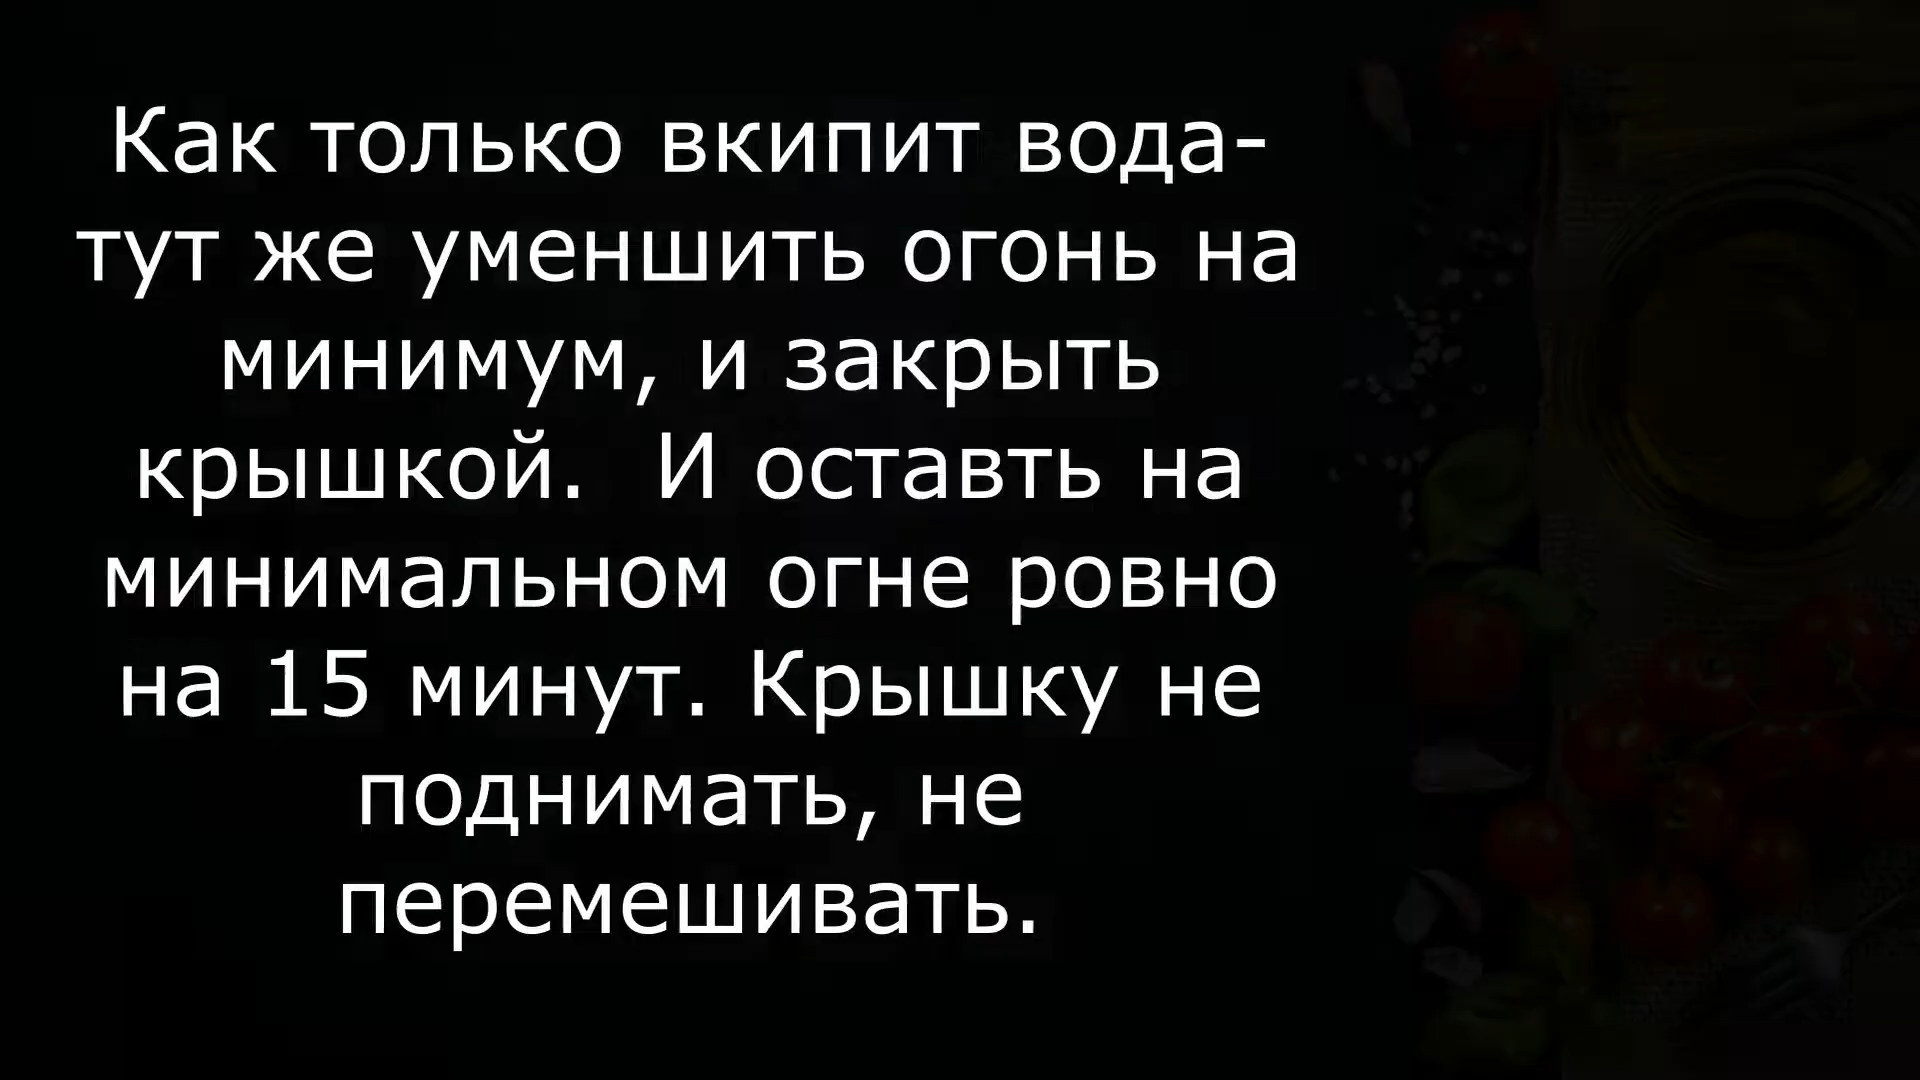 Как только вкипит вода-
тут же уменшить огонь на
минимум, и закрыть
крышкой.  И оставть на
минимальном огне ровно
на 15 минут. Крышку не
поднимать, не
перемешивать.